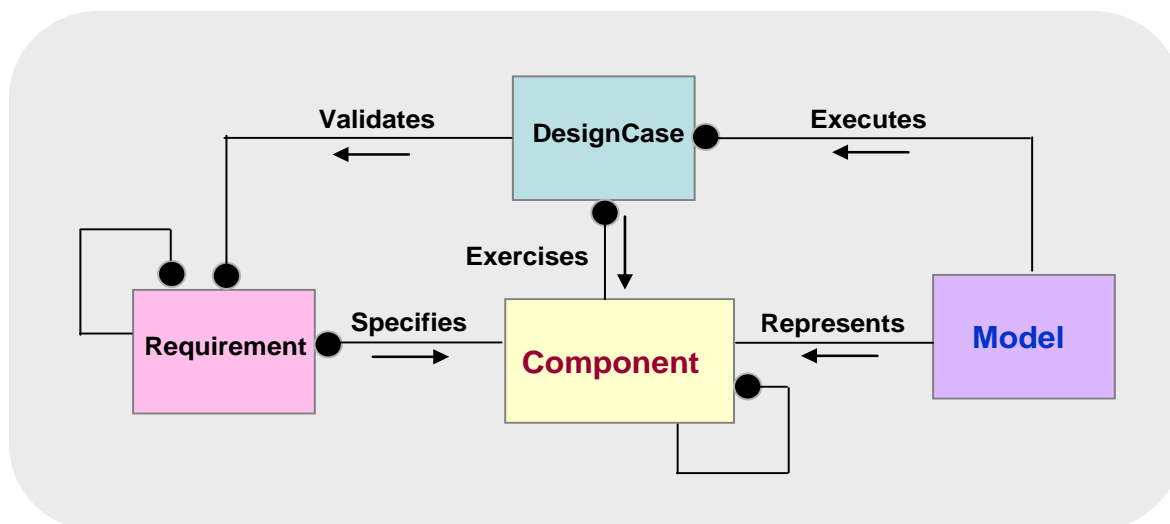 Validates
DesignCase
Executes
Exercises
Requirement
Specifies
Component
Represents
Model